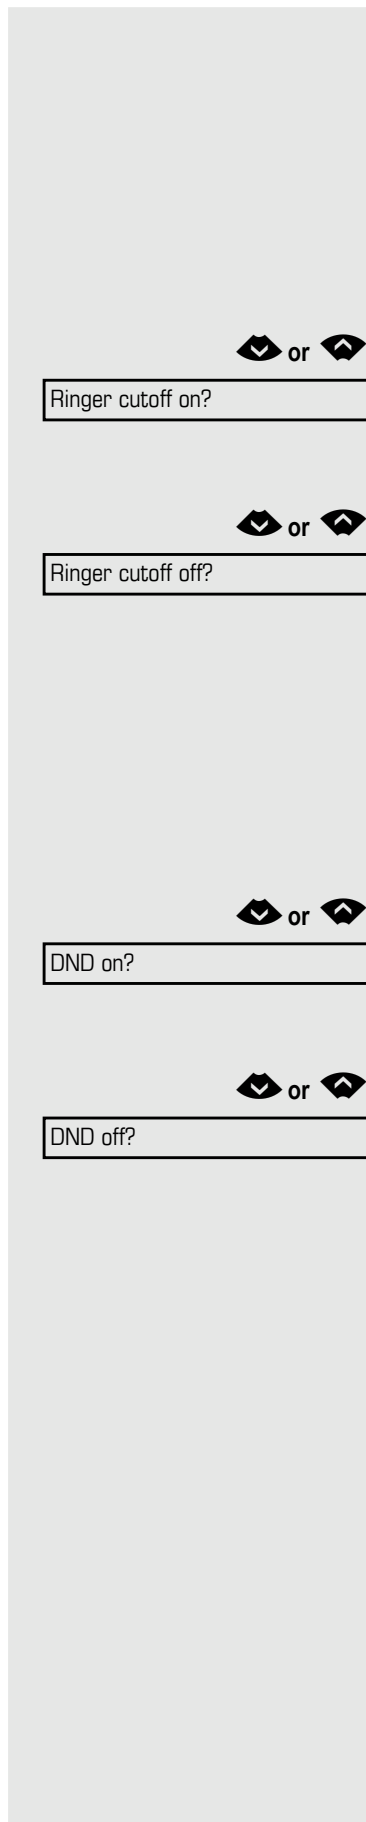 or
Ringer cutoff on?
or
Ringer cutoff off?
or
DND on?
or
DND off?